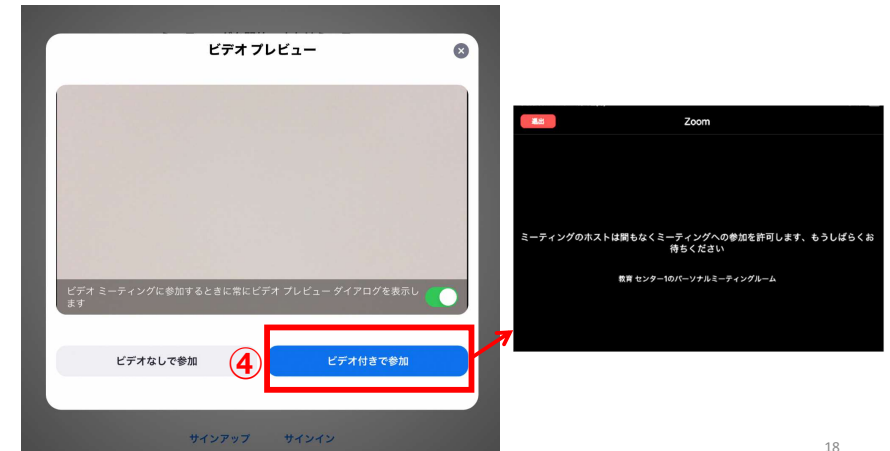 ビデオ プレビュー
ビデオ ミーティングに参加するときに常にビデオ プレビュー ダイアログを表示し
ます
ビデオなしで参加
④
ビデオ付きで参加
サインアップ
サインイン
退出
Zoom
ミーティングのホストは間もなくミーティングへの参加を許可します、もうしばらくお
待ちください
教育 センター1のパーソナルミーティングルーム
18